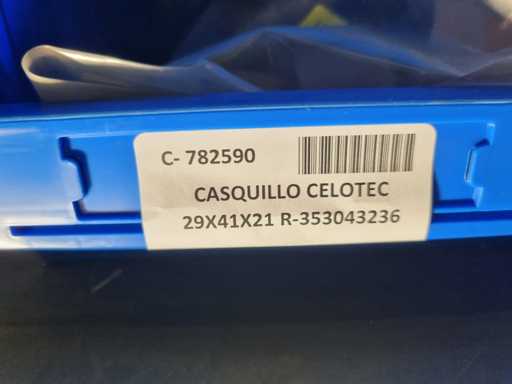 C- 782590
CASQUILLO CELOTEC
29X41X21 R-353043236